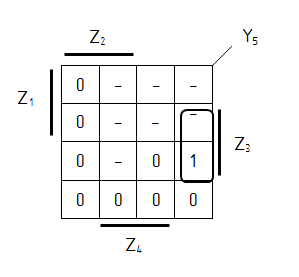 Z₂ Y₅
Z₁
0 – – –
0 – – –
Z₃
0 – 0 1
0 0 0 0
Z₄